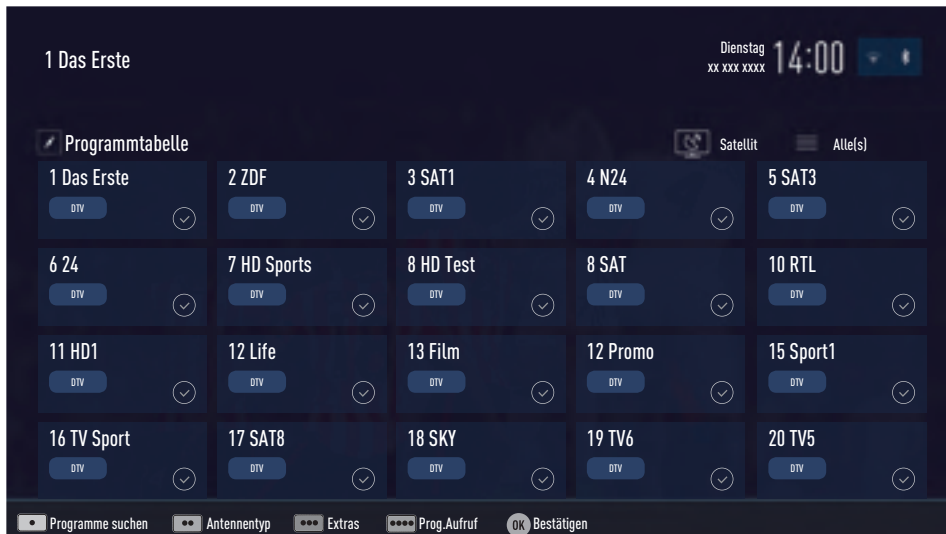 1 Das Erste
Dienstag
xx xxx xxxx
14:00
Programmtabelle
Satellit
Alle(s)
1 Das Erste
DTV
2 ZDF
DTV
3 SAT1
DTV
4 N24
DTV
5 SAT3
DTV
6 24
DTV
7 HD Sports
DTV
8 HD Test
DTV
8 SAT
DTV
10 RTL
DTV
11 HD1
DTV
12 Life
DTV
13 Film
DTV
12 Promo
DTV
15 Sport1
DTV
16 TV Sport
DTV
17 SAT8
DTV
18 SKY
DTV
19 TV6
DTV
20 TV5
DTV
Programme suchen
Antennentyp
Extras
Prog.Aufruf
OK Bestätigen